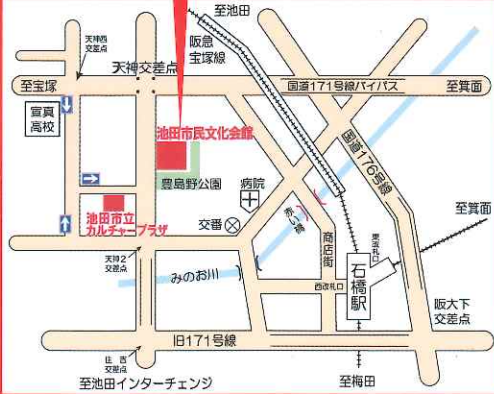 至池田
天神西
交差点
阪急
宝塚線
天神交差点
至宝塚
国道171号線バイパス
至箕面
宣真
高校
池田市民文化会館
国道176号線
豊島野公園
病院
池田市立
カルチャープラザ
赤い橋
至箕面
交番
商店街
東改札口
天神2
交差点
みのお川
石橋駅
西改札口
阪大下
交差点
旧171号線
住吉
交差点
至池田インターチェンジ
至梅田